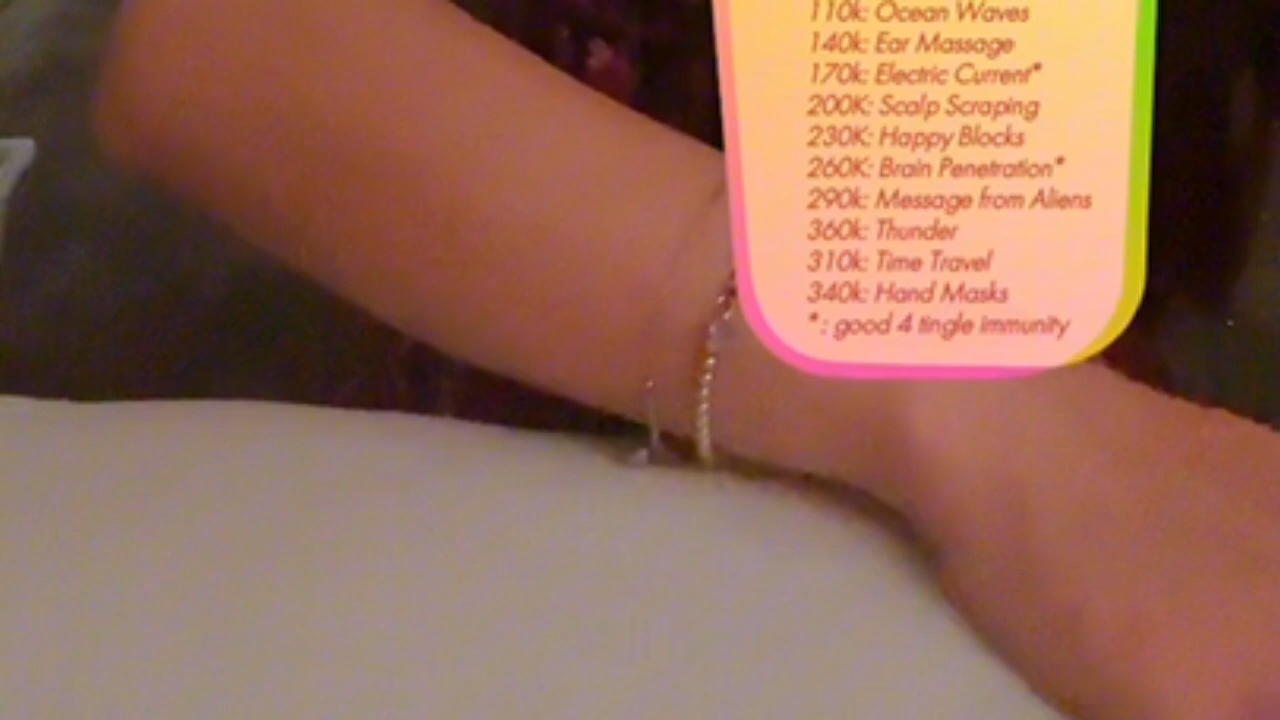 110k: Ocean Waves
140k: Ear Massage
170k: Electric Current*
200K: Scalp Scraping
230K: Happy Blocks
260K: Brain Penetration*
290k: Message from Aliens
360k: Thunder
310k: Time Travel
340k: Hand Masks
*: good 4 tingle immunity